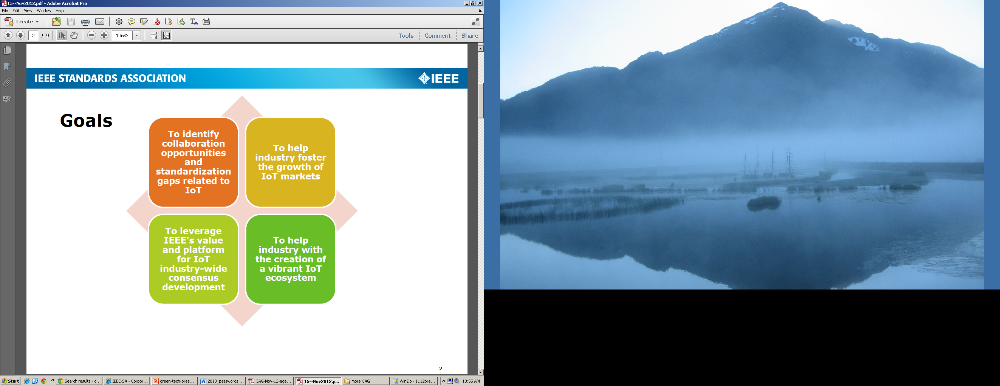 15--Nov2012.pdf - Adobe Acrobat Pro
File Edit View Window Help
Create
2 / 9 106% Tools Comment Share
IEEE STANDARDS ASSOCIATION
IEEE
Goals
To identify
collaboration
opportunities
and
standardization
gaps related to
IoT
To help
industry foster
the growth of
IoT markets
To leverage
IEEE’s value
and platform
for IoT
industry-wide
consensus
development
To help
industry with
the creation of
a vibrant IoT
ecosystem
2
Start » Search results - c... IEEE-SA - Corpor... green-tech-pres... 2013_passwords ... CAG-Nov-12-age... 15--Nov2012.p... more CAG WinZip - 1112pre... « 10:55 AM